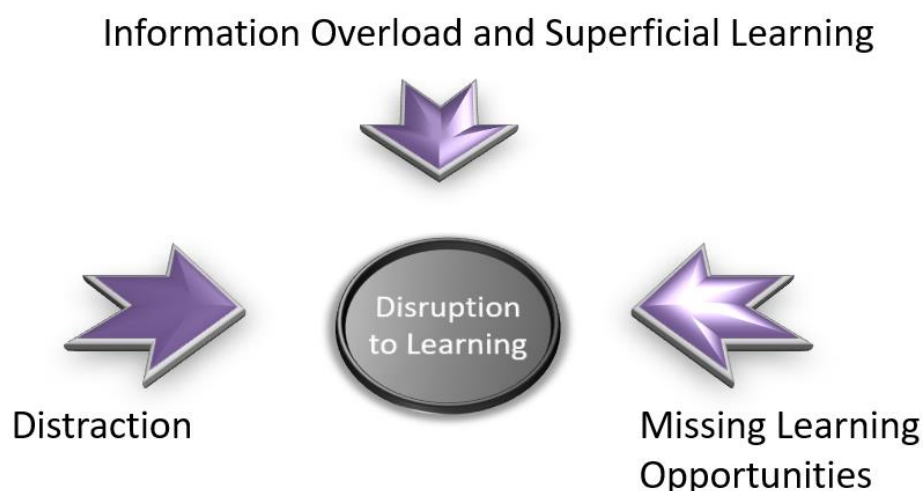 Information Overload and Superficial Learning
Disruption
to Learning
Distraction
Missing Learning
Opportunities